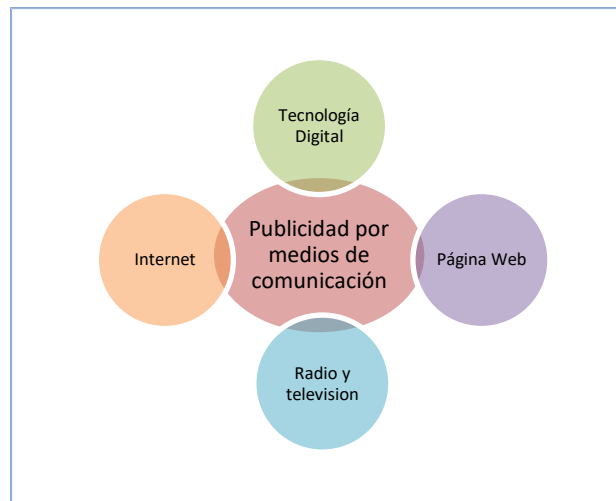 Tecnología
Digital
Internet
Publicidad por
medios de
comunicación
Página Web
Radio y
television